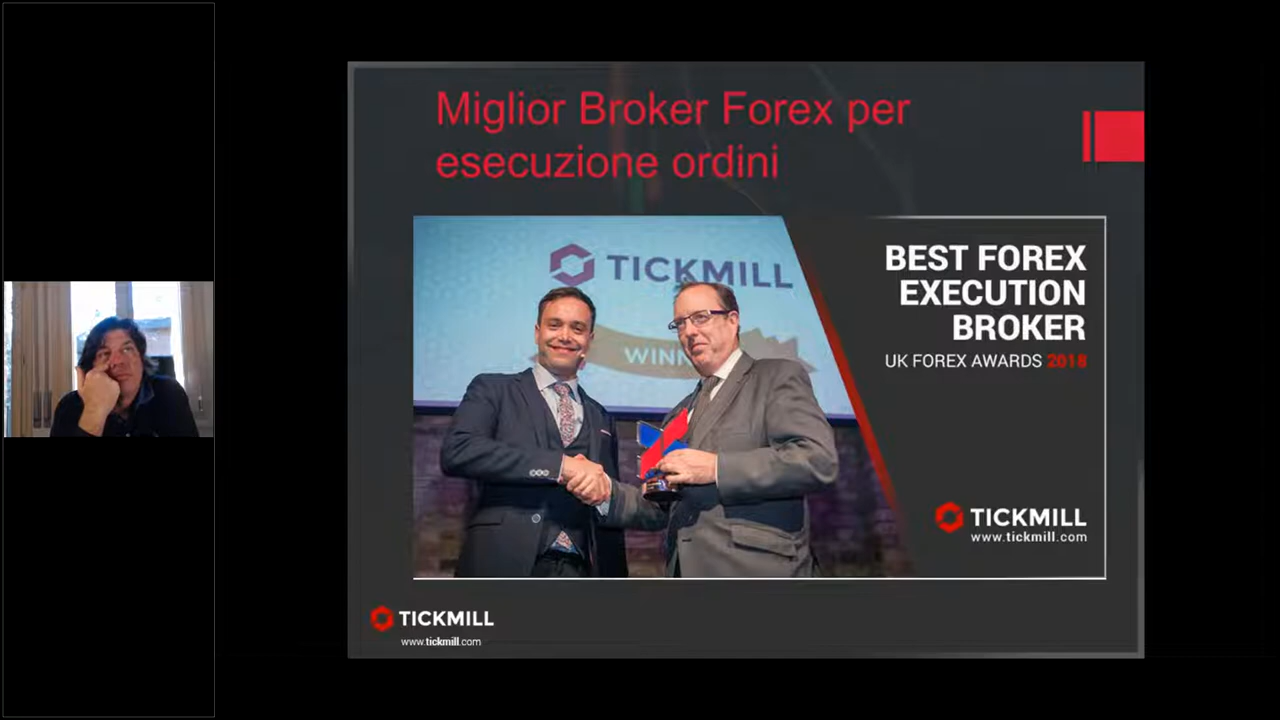 Miglior Broker Forex per
esecuzione ordini
TICKMILL
BEST FOREX
EXECUTION
BROKER
UK FOREX AWARDS 2018
TICKMILL
www.tickmill.com
TICKMILL
www.tickmill.com